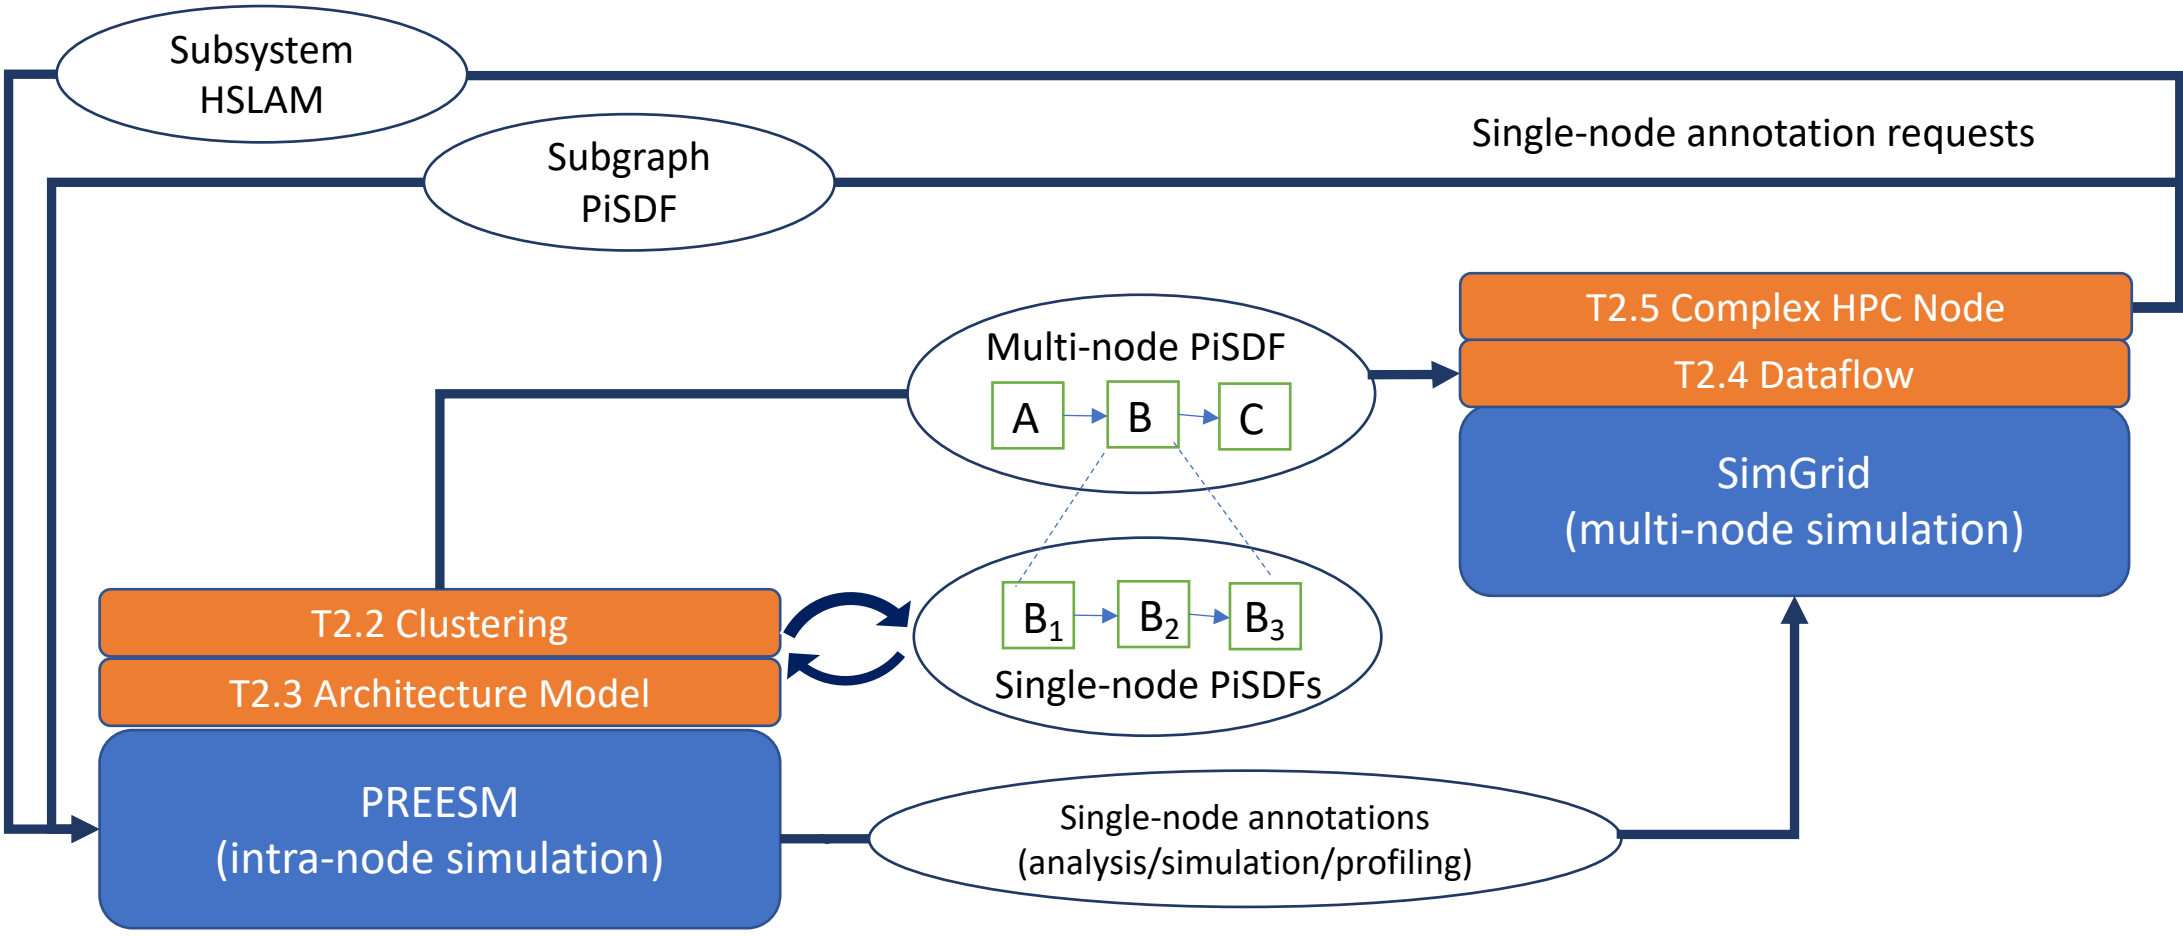 Subsystem
HSLAM
Single-node annotation requests
Subgraph
PiSDF
T2.5 Complex HPC Node
Multi-node PiSDF
T2.4 Dataflow
A
B
C
SimGrid
(multi-node simulation)
T2.2 Clustering
B1
B2
B3
T2.3 Architecture Model
Single-node PiSDFs
PREESM
(intra-node simulation)
Single-node annotations
(analysis/simulation/profiling)